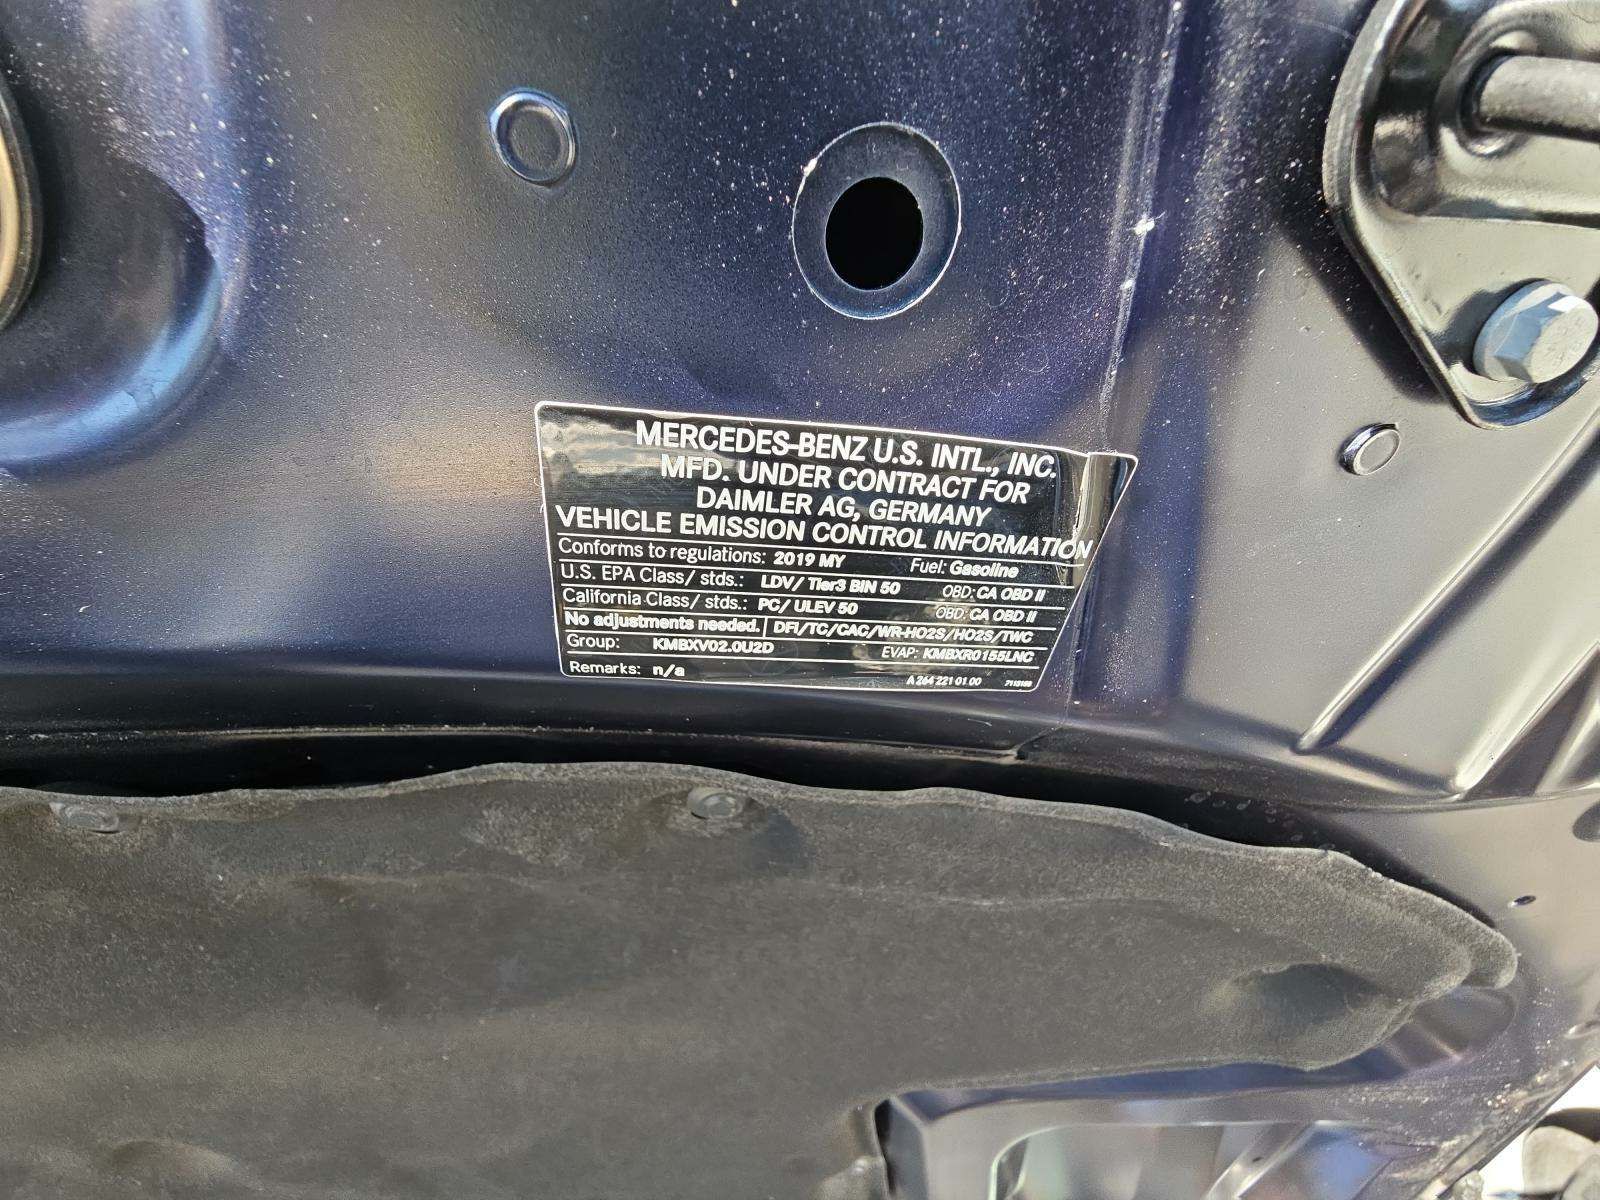 MERCEDES-BENZ U.S. INTL., INC.
MFD. UNDER CONTRACT FOR
DAIMLER AG, GERMANY
VEHICLE EMISSION CONTROL INFORMATION
Conforms to regulations: 2019 MY Fuel: Gasoline
U.S. EPA Class/ stds.: LDV/ Tier3 BIN 50 OBD: CA OBD II
California Class/ stds.: PC/ ULEV 50 OBD: CA OBD II
No adjustments needed. DFI/TC/CAC/WR-HO2S/HO2S/TWC
Group: KMBXV02.0U2D EVAP: KMBXR0155LNC
Remarks: n/a A 264 221 01 00